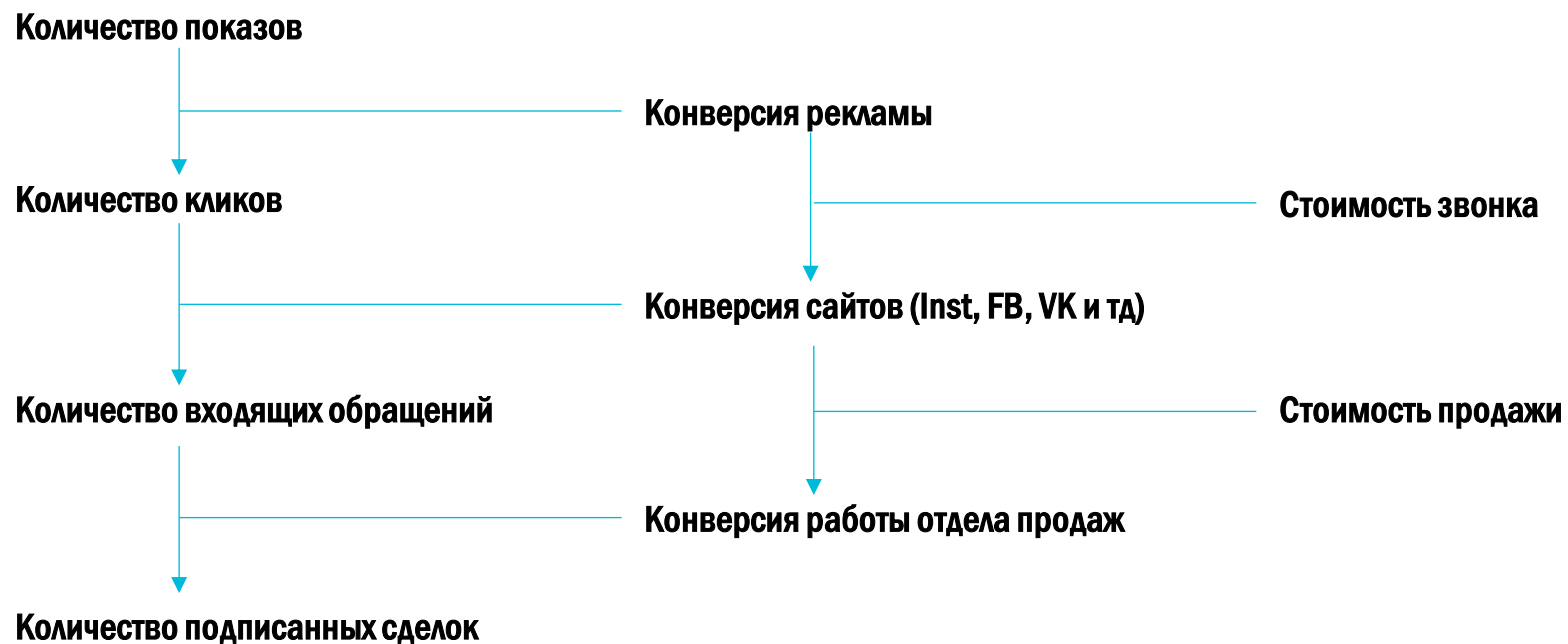 Количество показов
Конверсия рекламы
Количество кликов
Стоимость звонка
Конверсия сайтов (Inst, FB, VK и тд)
Количество входящих обращений
Стоимость продажи
Конверсия работы отдела продаж
Количество подписанных сделок